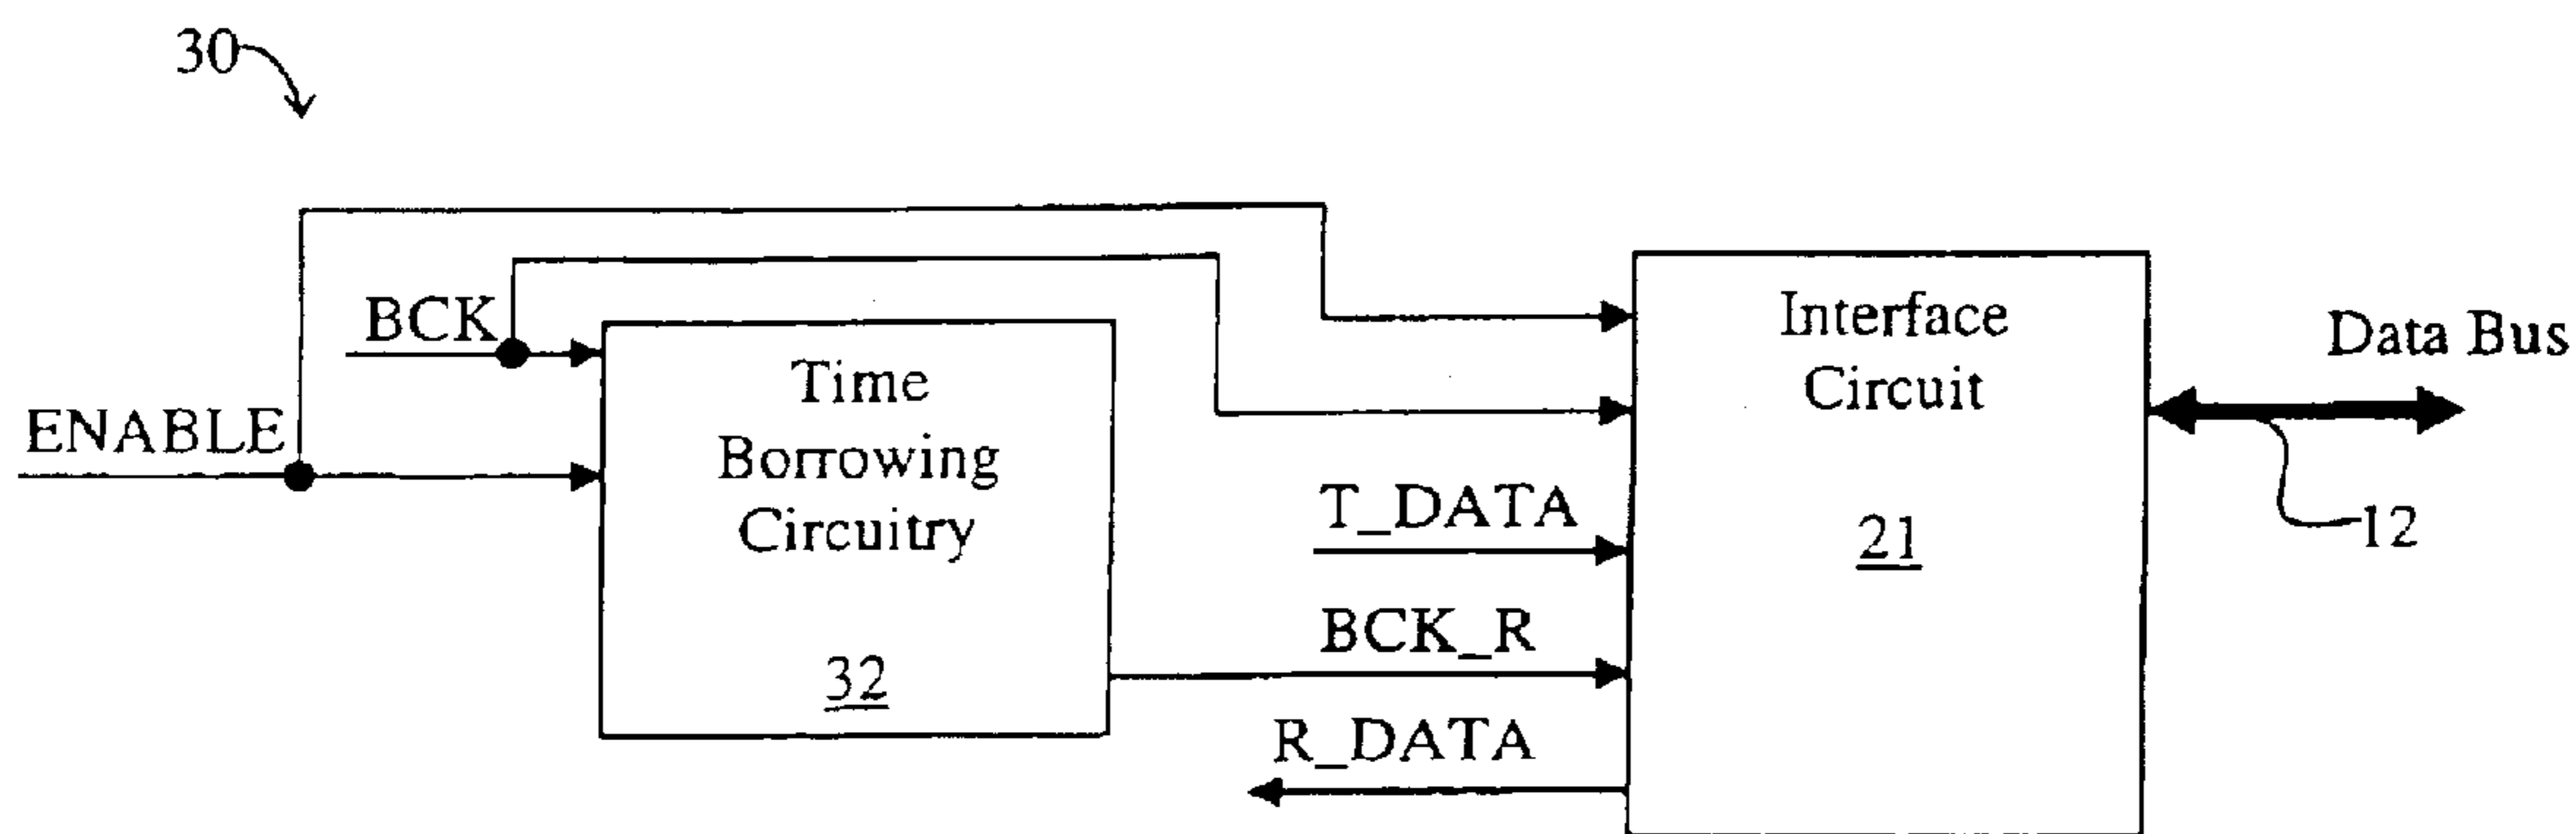 30
BCK
ENABLE
Time
Borrowing
Circuitry
32
T_DATA
BCK_R
R_DATA
Interface
Circuit
21
Data Bus
12